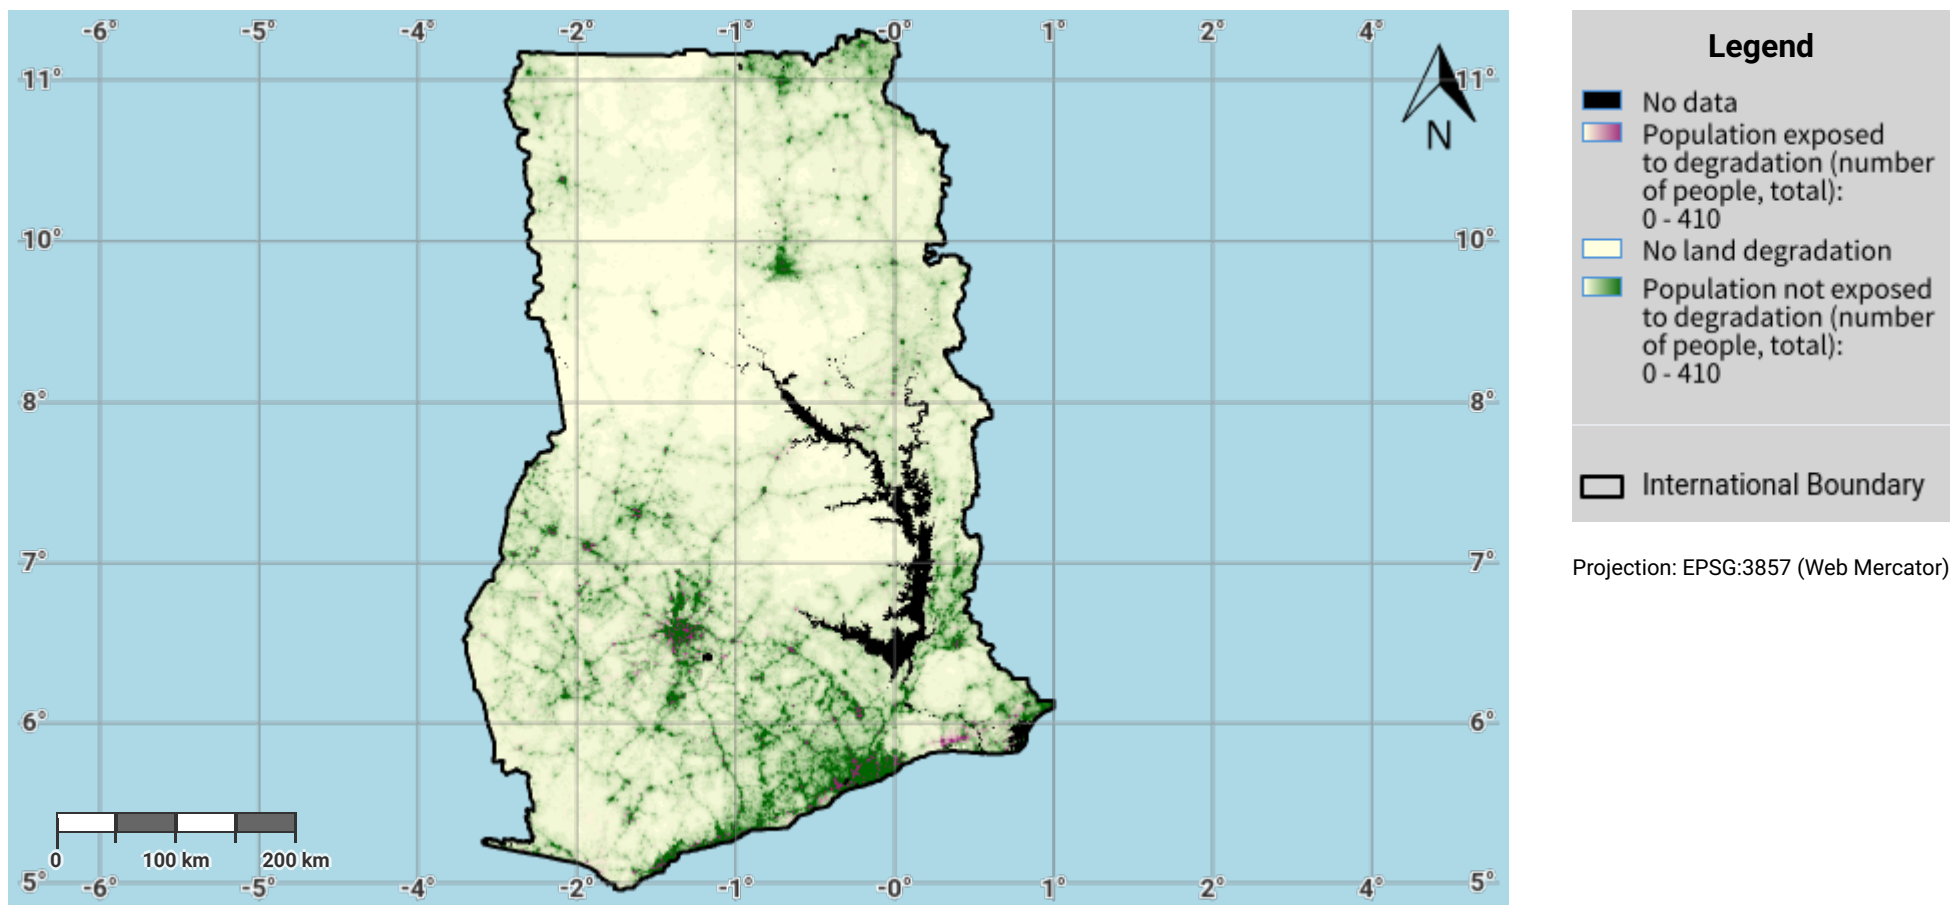 -6° -5° -4° -2° -1° -0° 1° 2° 4°
11° 11°
N
10° 10°
8° 8°
7° 7°
6° 6°
0 100 km 200 km
5° 5°
-6° -5° -4° -2° -1° -0° 1° 2° 4°
Legend
No data
Population exposed
to degradation (number
of people, total):
0 - 410
No land degradation
Population not exposed
to degradation (number
of people, total):
0 - 410
International Boundary
Projection: EPSG:3857 (Web Mercator)